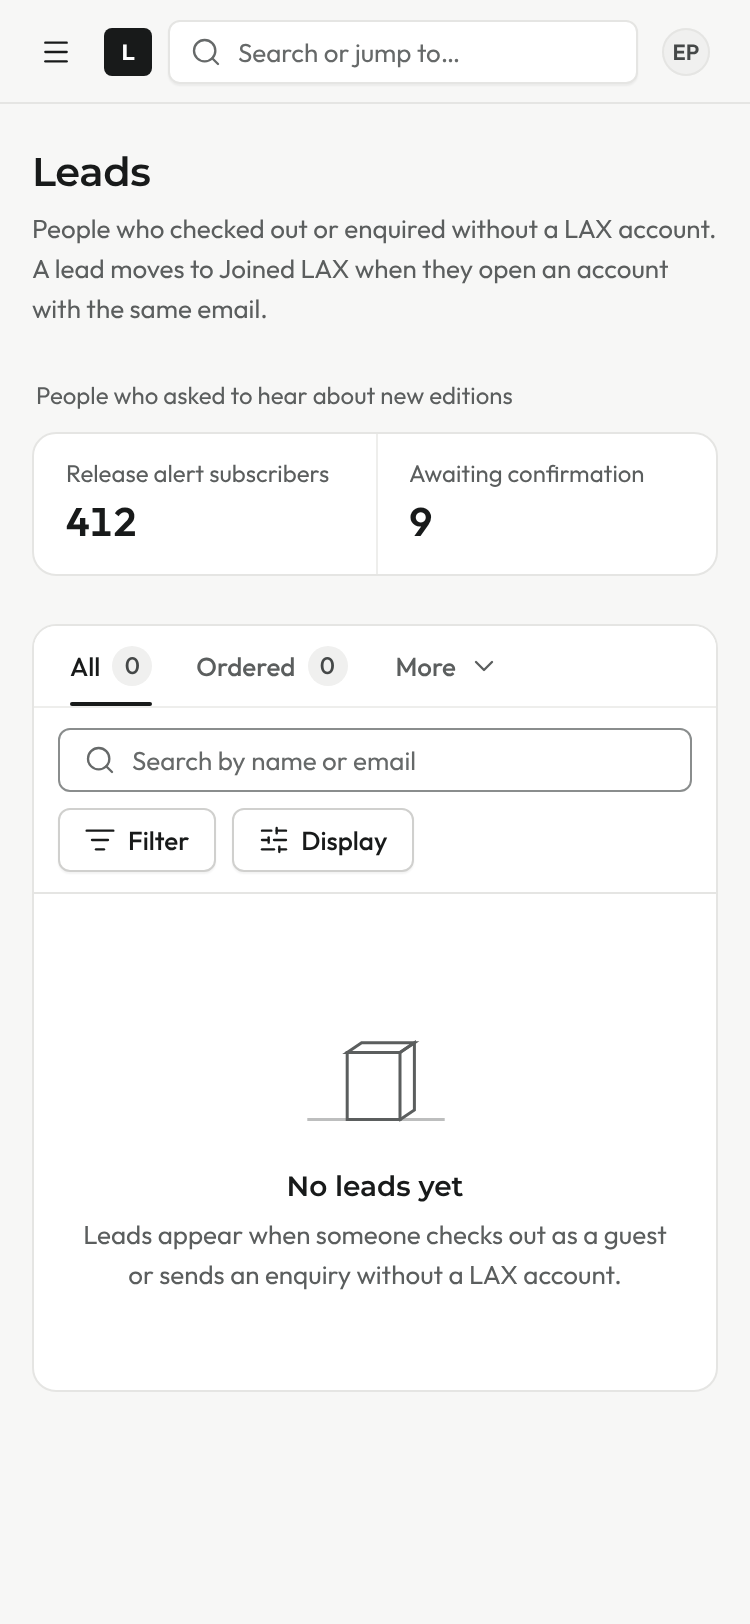 L
Search or jump to...
EP
Leads
People who checked out or enquired without a LAX account.
A lead moves to Joined LAX when they open an account
with the same email.
People who asked to hear about new editions
Release alert subscribers
412
Awaiting confirmation
9
All 0
Ordered 0
More
Search by name or email
Filter
Display
No leads yet
Leads appear when someone checks out as a guest
or sends an enquiry without a LAX account.